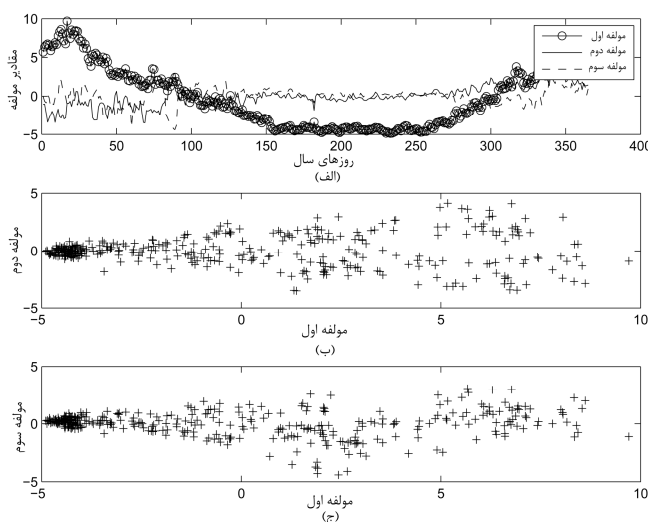 مقادیر مولفه
10
5
0
−5
مولفه اول
مولفه دوم
مولفه سوم
0 50 100 150 200 250 300 350 400
روزهای سال
(الف)
مولفه دوم
5
0
−5
−5 0 5 10
مولفه اول
(ب)
مولفه سوم
5
0
−5
−5 0 5 10
مولفه اول
(ج)